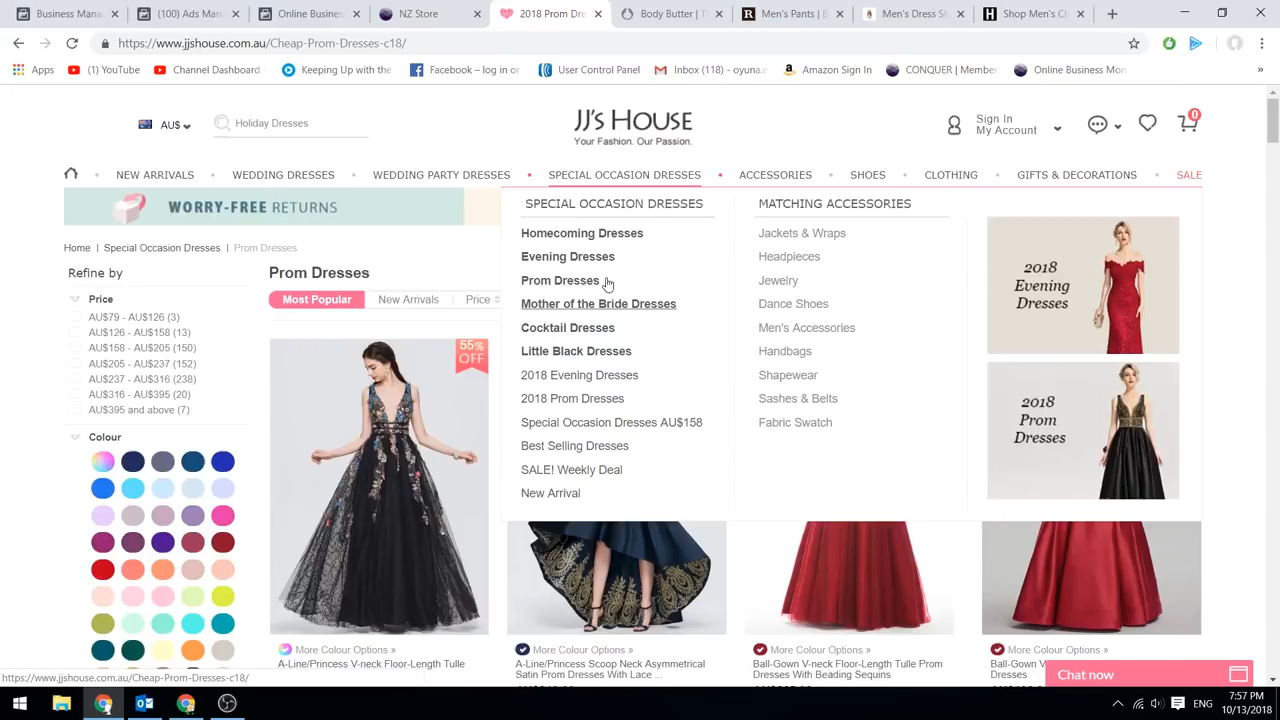 Business Mana
(100) Ads Man
Online Busines
NZ Store
2018 Prom Dre
Body Butter | T
Men's Pants | B
Men's Dress Sh
Shop Men's Ch
https://www.jjshouse.com.au/Cheap-Prom-Dresses-c18/
Apps
(1) YouTube
Channel Dashboard
Keeping Up with the
Facebook – log in or
User Control Panel
Inbox (118) - oyuna.e
Amazon Sign In
CONQUER | Member
Online Business Mon
»
AU$
Holiday Dresses
JJ's HOUSE
Your Fashion. Our Passion.
Sign In
My Account
0
NEW ARRIVALS
WEDDING DRESSES
WEDDING PARTY DRESSES
SPECIAL OCCASION DRESSES
ACCESSORIES
SHOES
CLOTHING
GIFTS & DECORATIONS
SALE
WORRY-FREE RETURNS
Home | Special Occasion Dresses | Prom Dresses
Refine by
Price
AU$79 - AU$126 (3)
AU$126 - AU$158 (13)
AU$158 - AU$205 (150)
AU$205 - AU$237 (152)
AU$237 - AU$316 (238)
AU$316 - AU$395 (20)
AU$395 and above (7)
Colour
Prom Dresses
Most Popular
New Arrivals
Price
SPECIAL OCCASION DRESSES
Homecoming Dresses
Evening Dresses
Prom Dresses
Mother of the Bride Dresses
Cocktail Dresses
Little Black Dresses
2018 Evening Dresses
2018 Prom Dresses
Special Occasion Dresses AU$158
Best Selling Dresses
SALE! Weekly Deal
New Arrival
MATCHING ACCESSORIES
Jackets & Wraps
Headpieces
Jewelry
Dance Shoes
Men's Accessories
Handbags
Shapewear
Sashes & Belts
Fabric Swatch
2018
Evening
Dresses
2018
Prom
Dresses
55%
OFF
More Colour Options »
A-Line/Princess V-neck Floor-Length Tulle
More Colour Options »
A-Line/Princess Scoop Neck Asymmetrical
Satin Prom Dresses With Lace ...
More Colour Options »
Ball-Gown V-neck Floor-Length Tulle Prom
Dresses With Beading Sequins
More Colour Options »
Ball-Gown V-
Dresses
Chat now
https://www.jjshouse.com.au/Cheap-Prom-Dresses-c18/
ENG
7:57 PM
10/13/2018